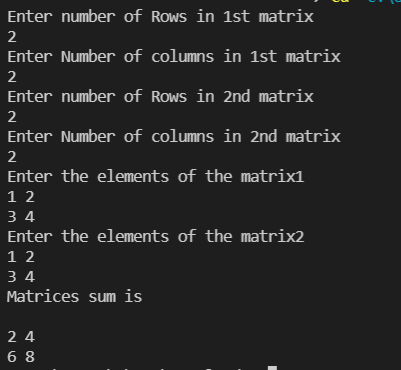 Enter number of Rows in 1st matrix
2
Enter Number of columns in 1st matrix
2
Enter number of Rows in 2nd matrix
2
Enter Number of columns in 2nd matrix
2
Enter the elements of the matrix1
1 2
3 4
Enter the elements of the matrix2
1 2
3 4
Matrices sum is
2 4
6 8